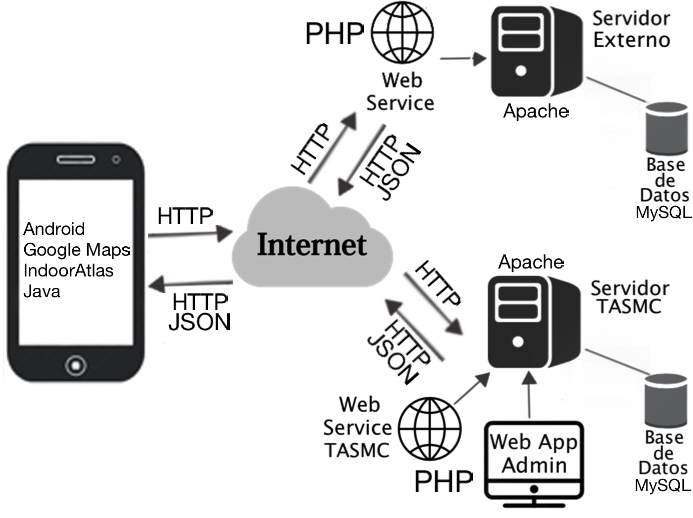 PHP
Web
Service
Servidor
Externo
Apache
Base
de
Datos
MySQL
HTTP
HTTP
JSON
Android
Google Maps
IndoorAtlas
Java
HTTP
HTTP
JSON
Internet
HTTP
HTTP
JSON
Apache
Servidor
TASMC
Web
Service
TASMC
PHP
Web App
Admin
Base
de
Datos
MySQL